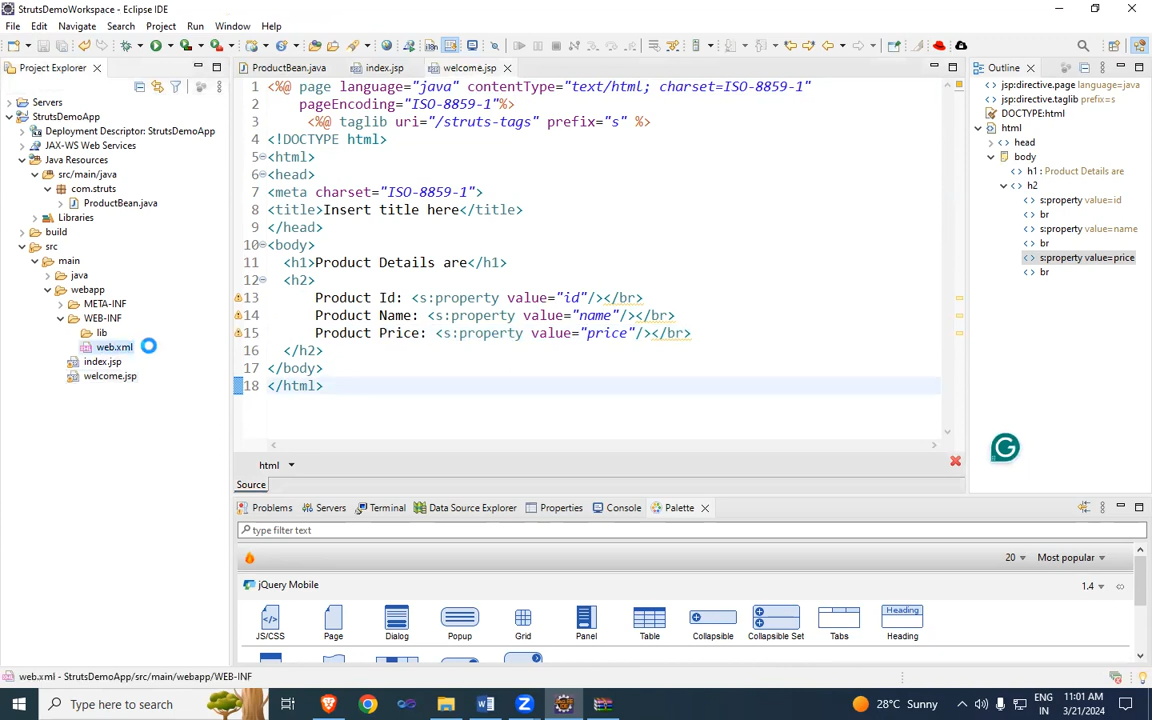 StrutsDemoWorkspace - Eclipse IDE
File Edit Navigate Search Project Run Window Help
Project Explorer
Servers
StrutsDemoApp
Deployment Descriptor: StrutsDemoApp
JAX-WS Web Services
Java Resources
src/main/java
com.struts
ProductBean.java
Libraries
build
src
main
java
webapp
META-INF
WEB-INF
lib
web.xml
index.jsp
welcome.jsp
ProductBean.java index.jsp welcome.jsp
1 <%@ page language="java" contentType="text/html; charset=ISO-8859-1"
2 pageEncoding="ISO-8859-1"%>
3 <%@ taglib uri="/struts-tags" prefix="s" %>
4 <!DOCTYPE html>
5 <html>
6 <head>
7 <meta charset="ISO-8859-1">
8 <title>Insert title here</title>
9 </head>
10 <body>
11 <h1>Product Details are</h1>
12 <h2>
13 Product Id: <s:property value="id"/></br>
14 Product Name: <s:property value="name"/></br>
15 Product Price: <s:property value="price"/></br>
16 </h2>
17 </body>
18 </html>
html
Source
Outline
jsp:directive.page language=java
jsp:directive.taglib prefix=s
DOCTYPE:html
html
head
body
h1 : Product Details are
h2
s:property value=id
br
s:property value=name
br
s:property value=price
br
Problems Servers Terminal Data Source Explorer Properties Console Palette
type filter text
20 Most popular
jQuery Mobile 1.4
JS/CSS Page Dialog Popup Grid Panel Table Collapsible Collapsible Set Tabs Heading
Heading
web.xml - StrutsDemoApp/src/main/webapp/WEB-INF
Type here to search
28°C Sunny
ENG
IN
11:01 AM
3/21/2024